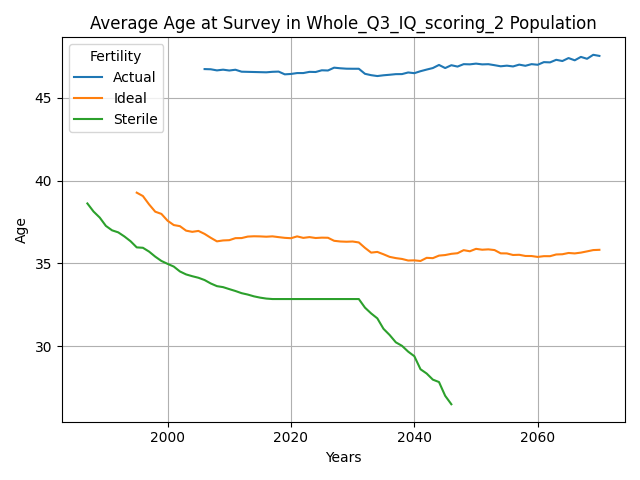 Average Age at Survey in Whole_Q3_IQ_scoring_2 Population
Fertility
Actual
Ideal
Sterile
45
40
35
30
Age
2000 2020 2040 2060
Years